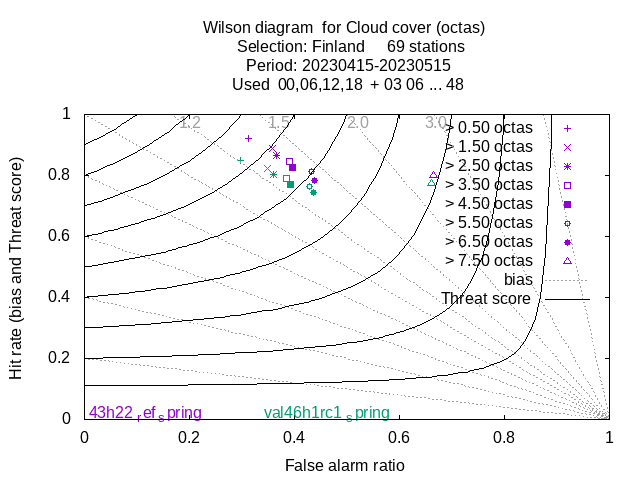 Wilson diagram for Cloud cover (octas)
Selection: Finland 69 stations
Period: 20230415-20230515
Used 00,06,12,18 + 03 06 ... 48
Hit rate (bias and Threat score)
1
0.8
0.6
0.4
0.2
0
1.2
1.5
2.0
3.0
> 0.50 octas
> 1.50 octas
> 2.50 octas
> 3.50 octas
> 4.50 octas
> 5.50 octas
> 6.50 octas
> 7.50 octas
bias
Threat score
43h22_ref_spring
val46h1rc1_spring
0 0.2 0.4 0.6 0.8 1
False alarm ratio